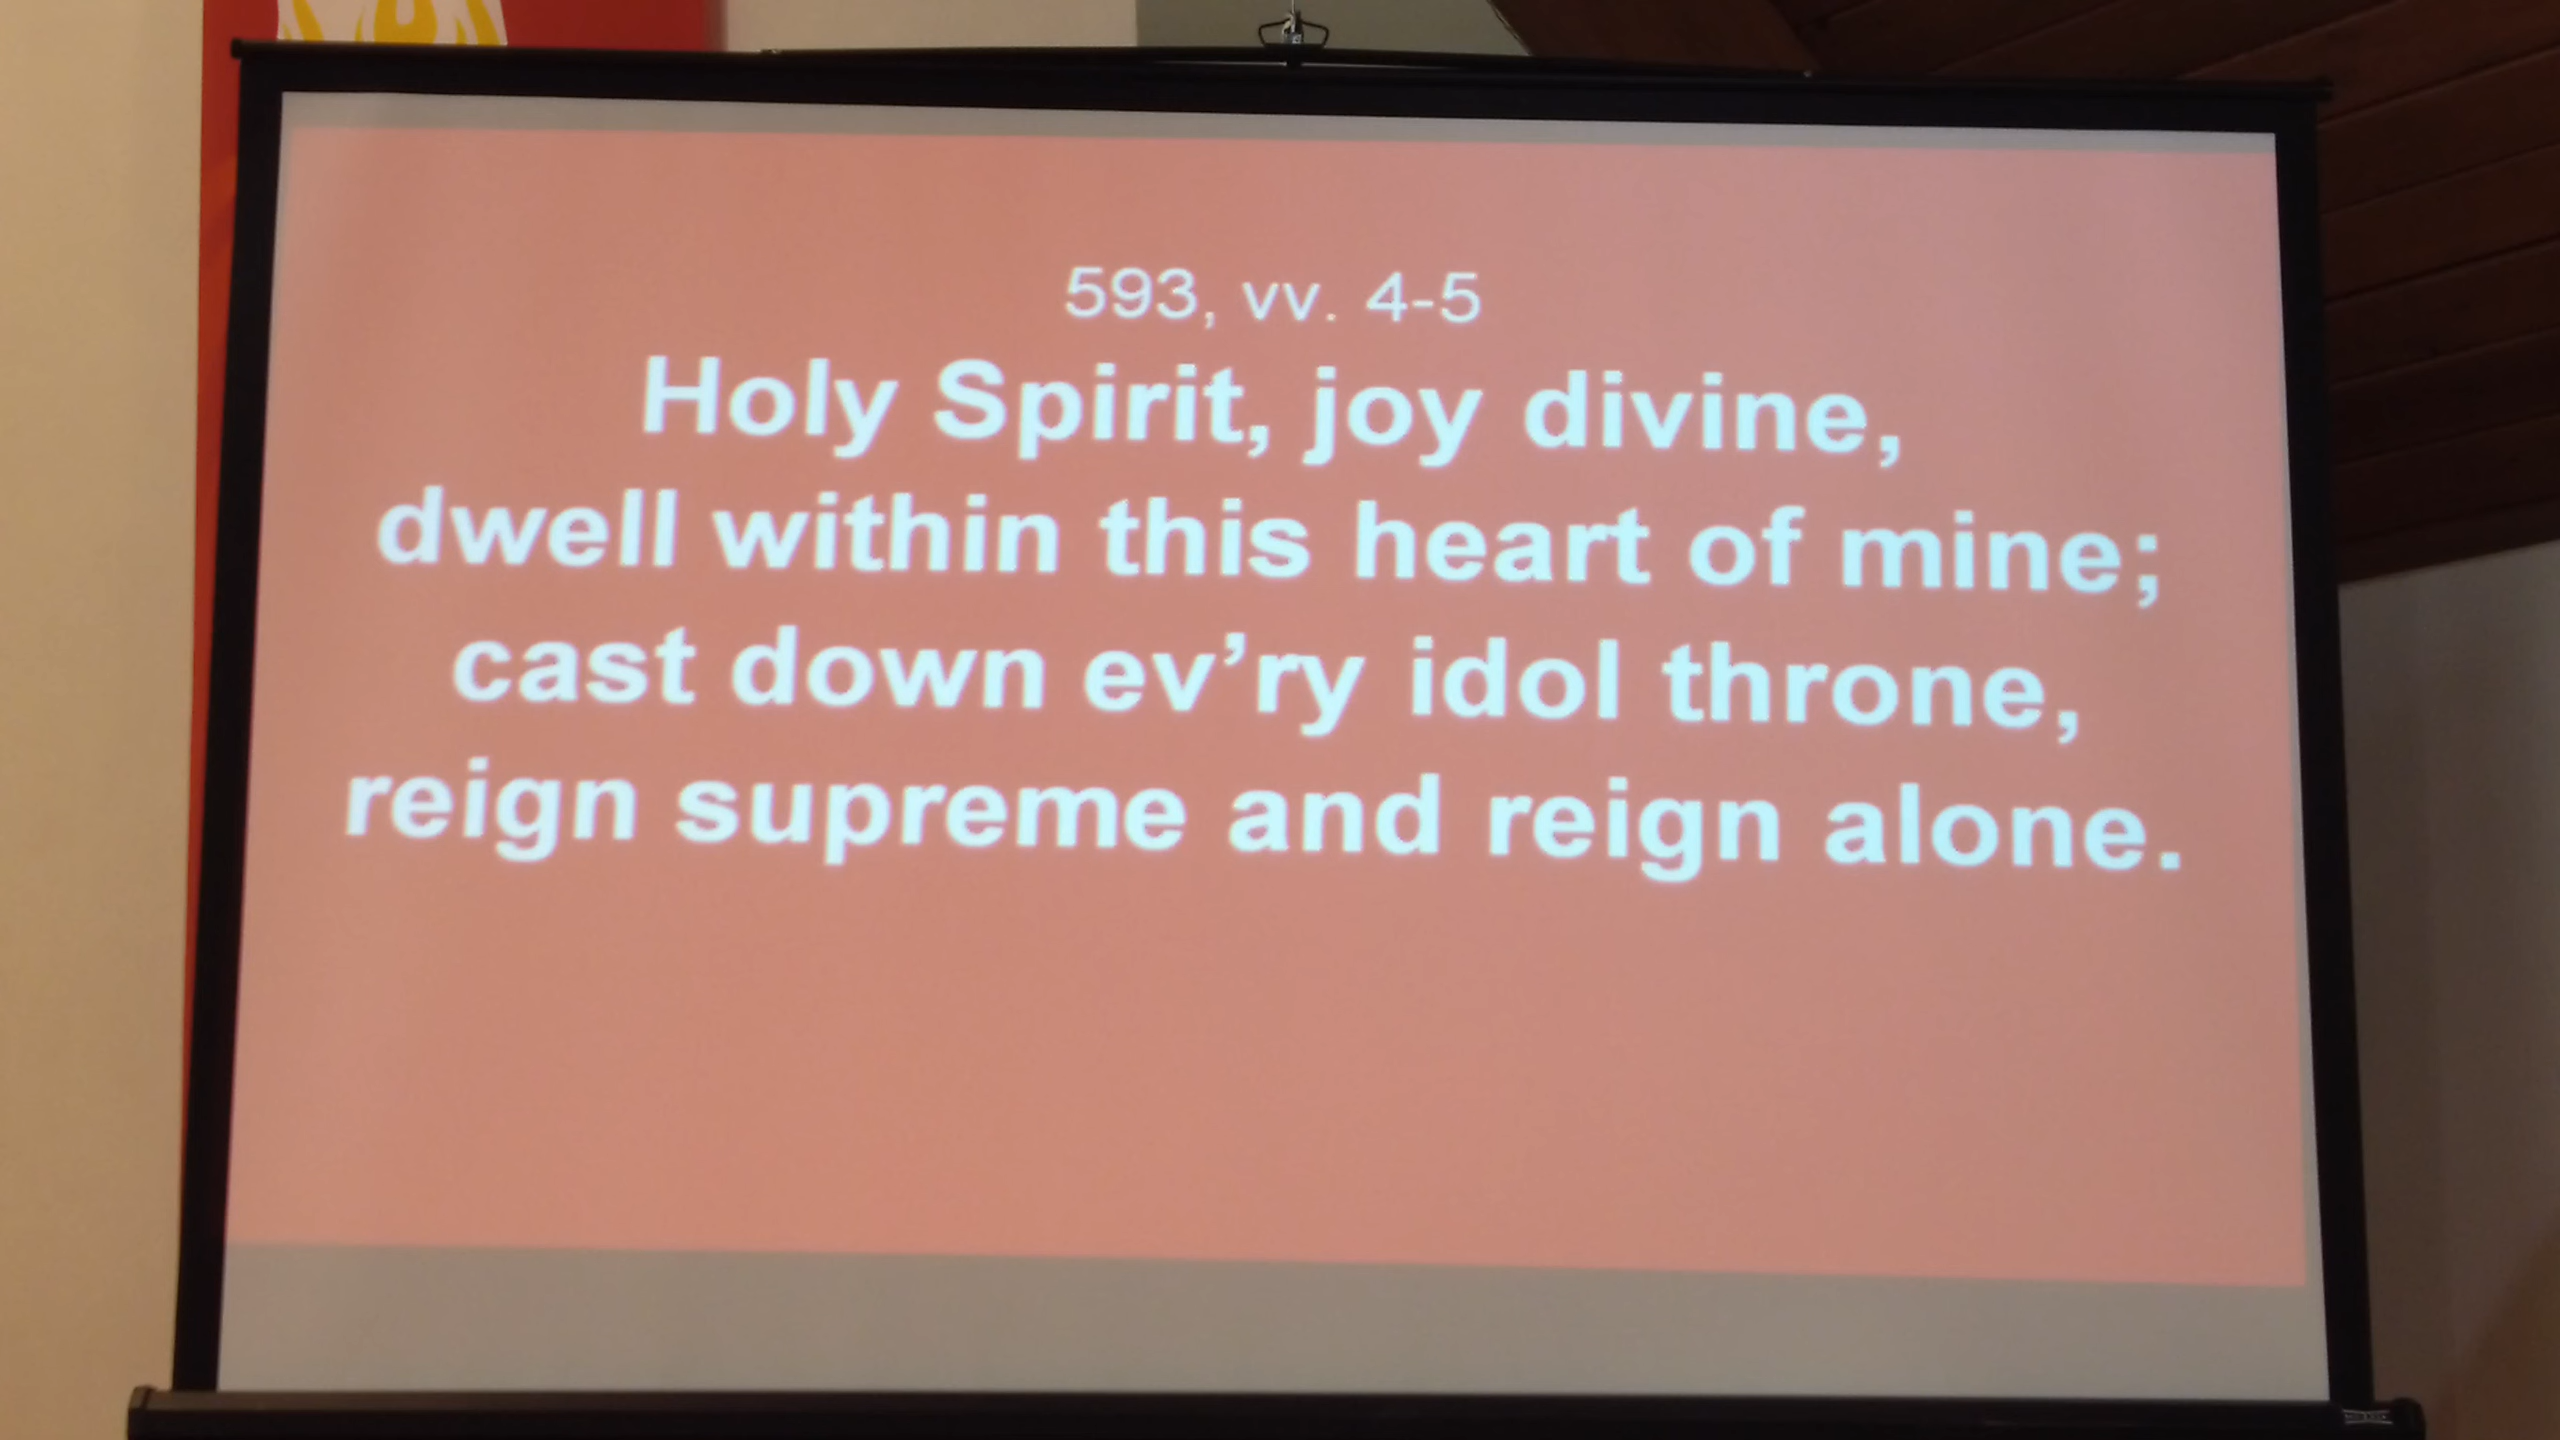 593, vv. 4-5
Holy Spirit, joy divine,
dwell within this heart of mine;
cast down ev’ry idol throne,
reign supreme and reign alone.